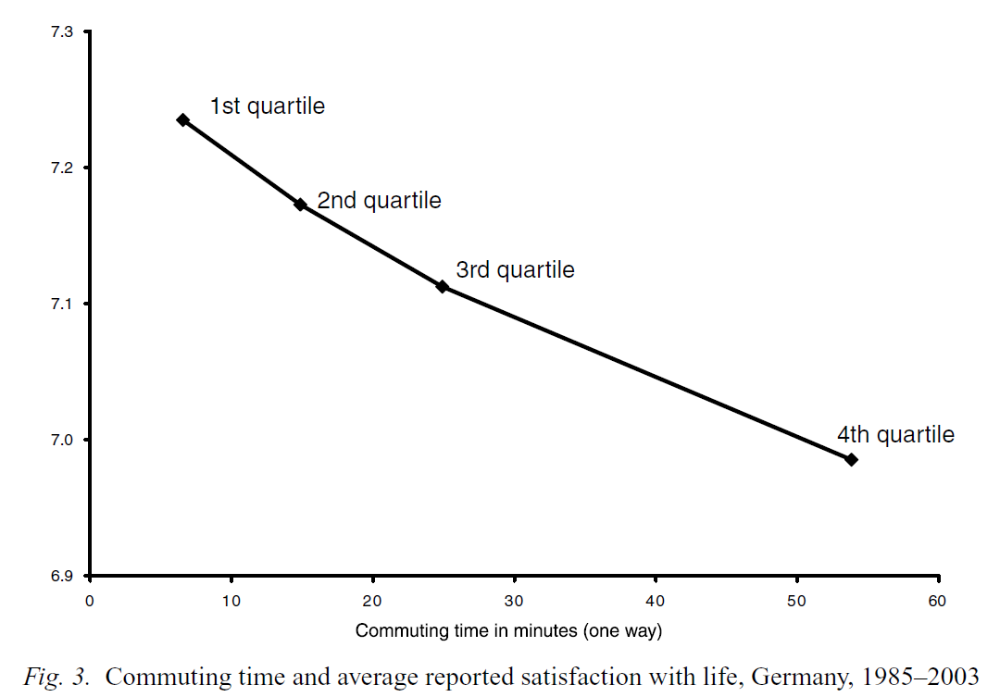 7.3
1st quartile
7.2
2nd quartile
3rd quartile
7.1
7.0
4th quartile
6.9
0 10 20 30 40 50 60
Commuting time in minutes (one way)
Fig. 3. Commuting time and average reported satisfaction with life, Germany, 1985–2003